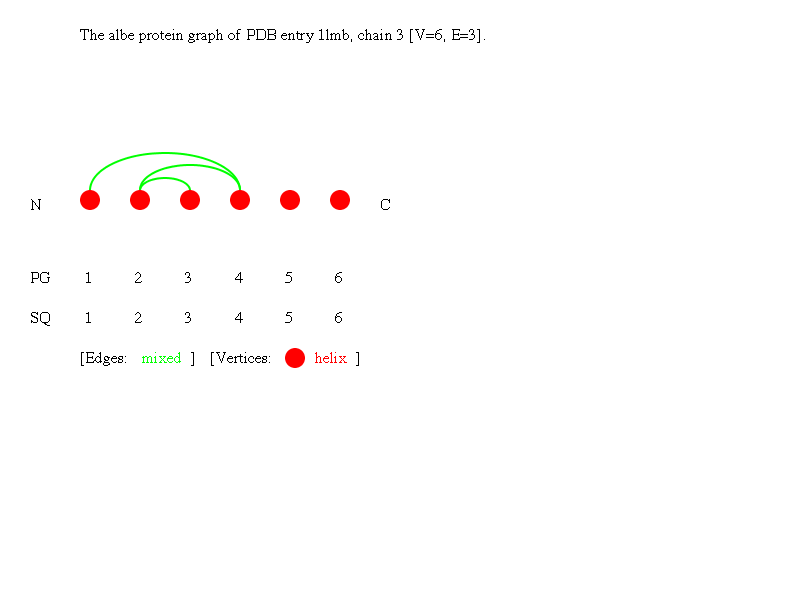 The albe protein graph of PDB entry 1lmb, chain 3 [V=6, E=3].
N C
PG 1 2 3 4 5 6
SQ 1 2 3 4 5 6
[Edges: mixed ] [Vertices: helix ]